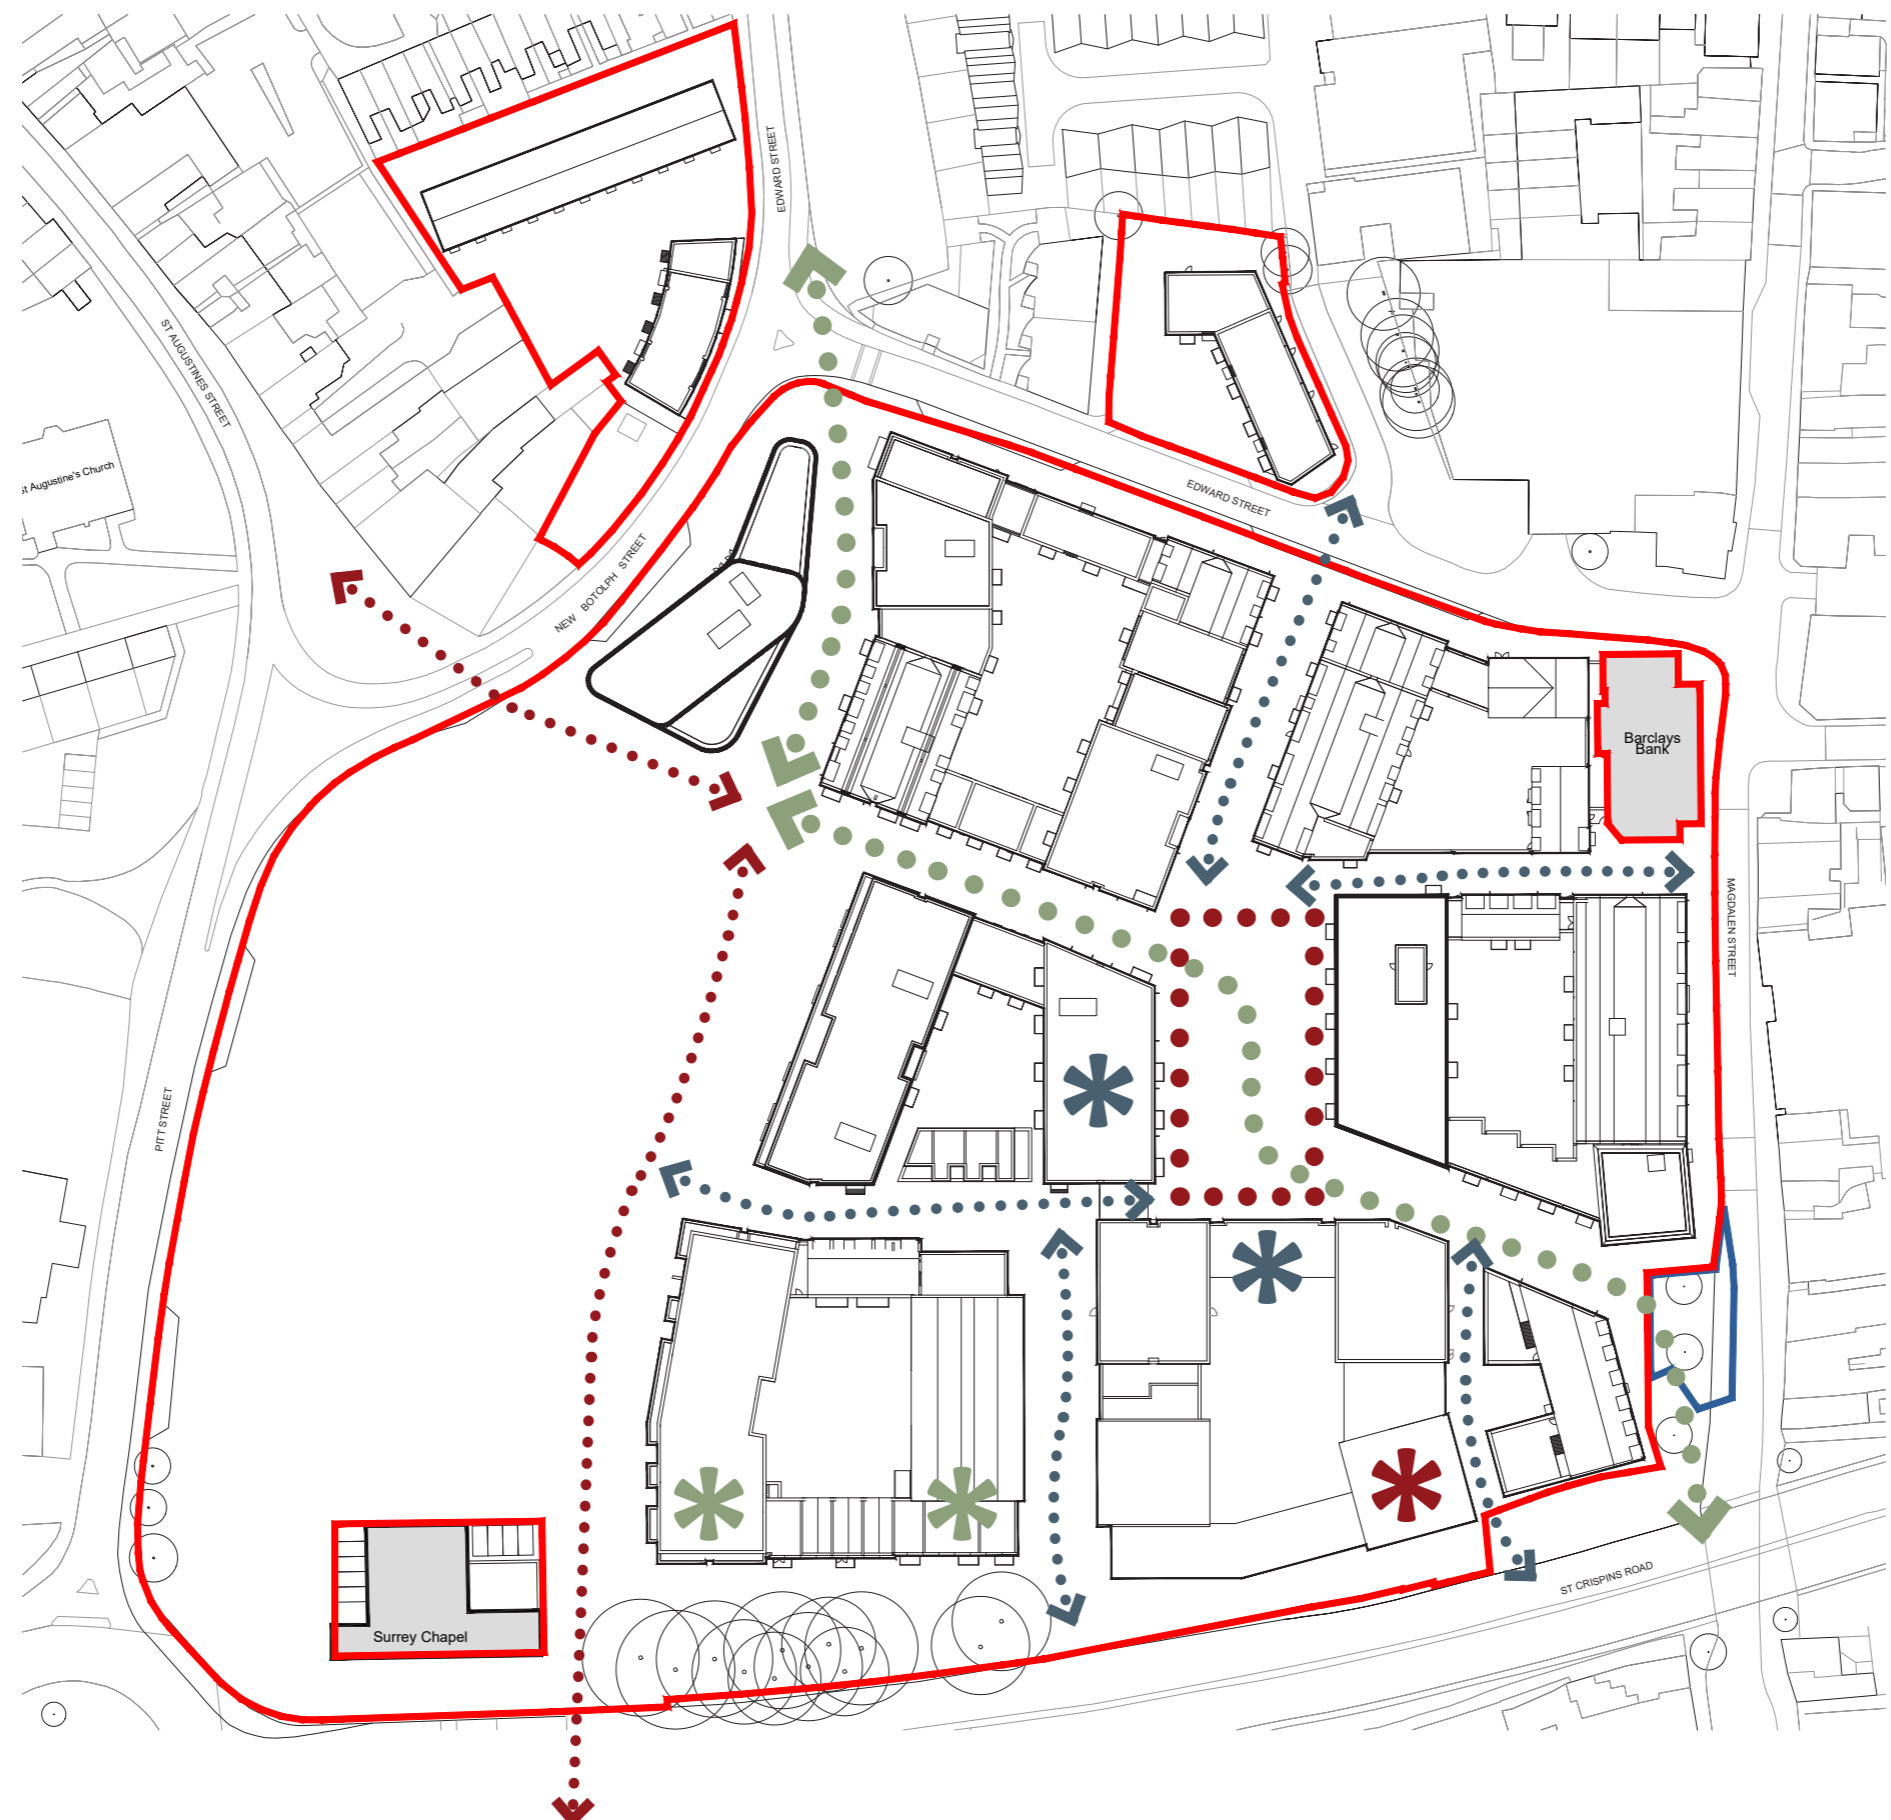 EDWARD STREET
ST AUGUSTINES STREET
St Augustine's Church
EDWARD STREET
NEW BOTOLPH STREET
Barclays
Bank
MAGDALEN STREET
PITT STREET
ST CRISPINS ROAD
Surrey Chapel